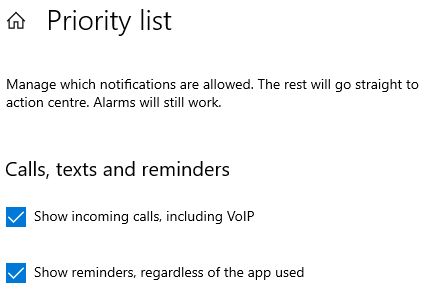 Priority list
Manage which notifications are allowed. The rest will go straight to
action centre. Alarms will still work.
Calls, texts and reminders
Show incoming calls, including VoIP
Show reminders, regardless of the app used